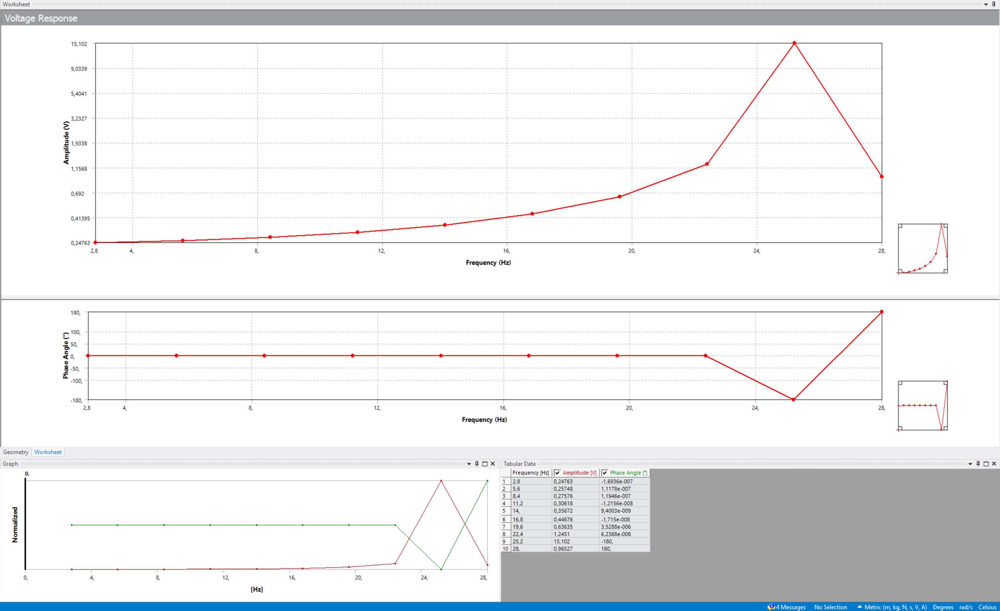 Worksheet
Voltage Response
15,102
9,0339
5,4041
3,2327
1,9338
1,1568
0,692
0,41395
0,24763
Amplitude (V)
2,8 4, 8, 12, 16, 20, 24, 28,
Frequency (Hz)
180,
100,
50,
0,
-50,
-100,
-180,
Phase Angle (°)
2,8 4, 8, 12, 16, 20, 24, 28,
Frequency (Hz)
Geometry Worksheet
Graph
0,
Normalized
0, 4, 8, 12, 16, 20, 24, 28,
[Hz]
Tabular Data
Frequency [Hz] Amplitude [V] Phase Angle [°]
1 2,8 0,24763 -1,6936e-007
2 5,6 0,25748 1,1178e-007
3 8,4 0,27576 1,1946e-007
4 11,2 0,30618 -1,2156e-008
5 14, 0,35672 9,4003e-009
6 16,8 0,44676 -1,715e-008
7 19,6 0,63635 3,5288e-006
8 22,4 1,2451 6,2368e-008
9 25,2 15,102 -180,
10 28, 0,96527 180,
4 Messages No Selection Metric (m, kg, N, s, V, A) Degrees rad/s Celsius